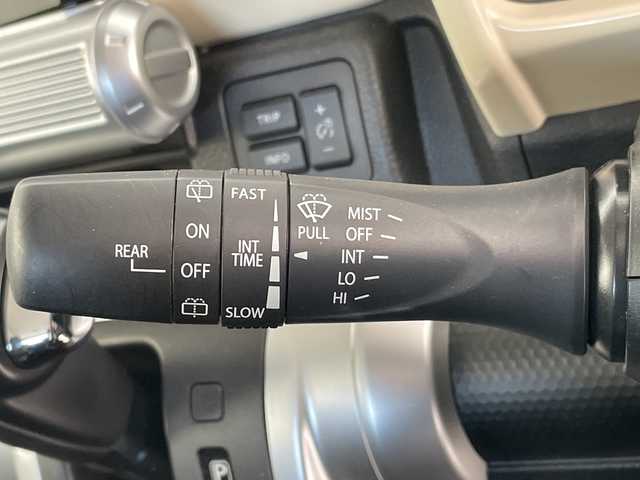 TRIP
INFO
+
-
FAST
ON
REAR
OFF
INT
TIME
SLOW
PULL
MIST
OFF
INT
LO
HI
P